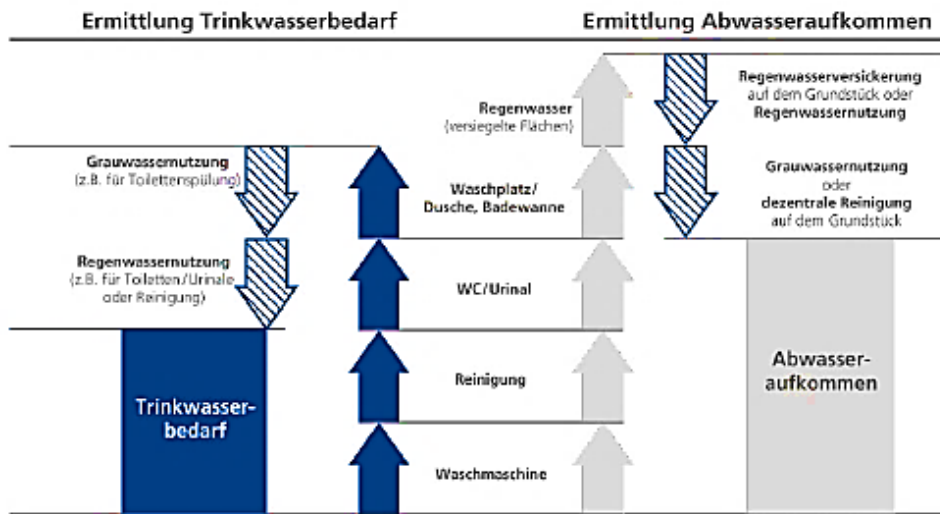 Ermittlung Trinkwasserbedarf
Ermittlung Abwasseraufkommen
Regenwasserversickerung
auf dem Grundstück oder
Regenwassernutzung
Regenwasser
(versiegelte Flächen)
Grauwassernutzung
(z.B. für Toilettenspülung)
Waschplatz/
Dusche, Badewanne
Grauwassernutzung
oder
dezentrale Reinigung
auf dem Grundstück
Regenwassernutzung
(z.B. für Toiletten/Urinale
oder Reinigung)
WC/Urinal
Reinigung
Abwasser-
aufkommen
Trinkwasser-
bedarf
Waschmaschine